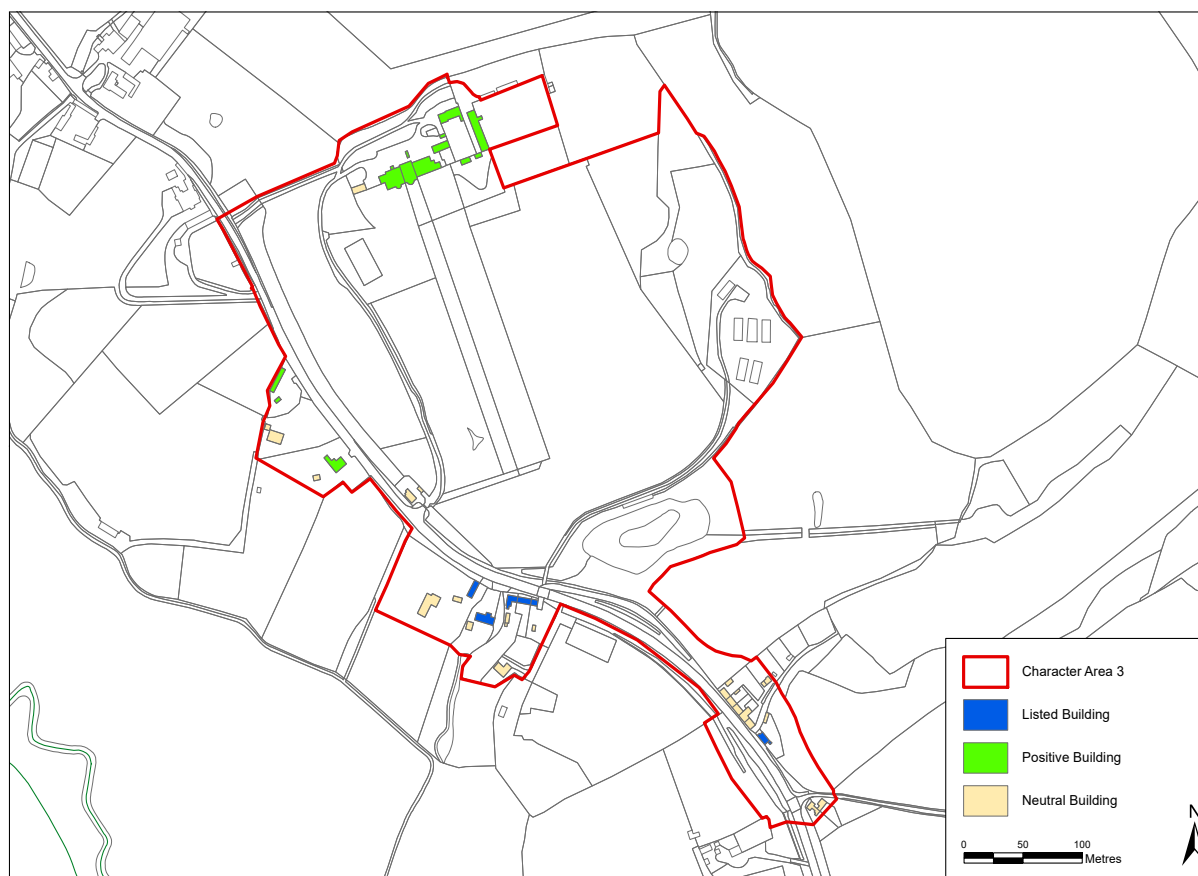 Character Area 3
Listed Building
Positive Building
Neutral Building
0 50 100
Metres
N